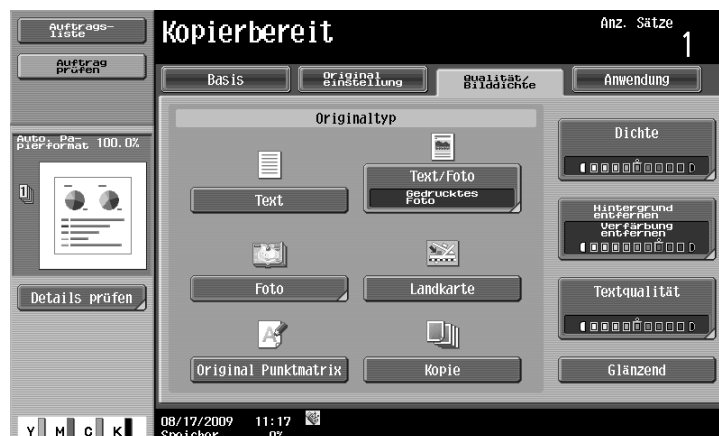 Auftrags-
liste
Auftrag
prüfen
Kopierbereit
Anz. Sätze
1
Basis
Original
einstellung
Qualität/
Bilddichte
Anwendung
Auto. Pa-
pierformat 100.0%
Originaltyp
Text
Text/Foto
Gedrucktes
Foto
Foto
Landkarte
Original Punktmatrix
Kopie
Dichte
Hintergrund
entfernen
Verfärbung
entfernen
Textqualität
Glänzend
Details prüfen
Y M C K
08/17/2009 11:17
Speicher 0%